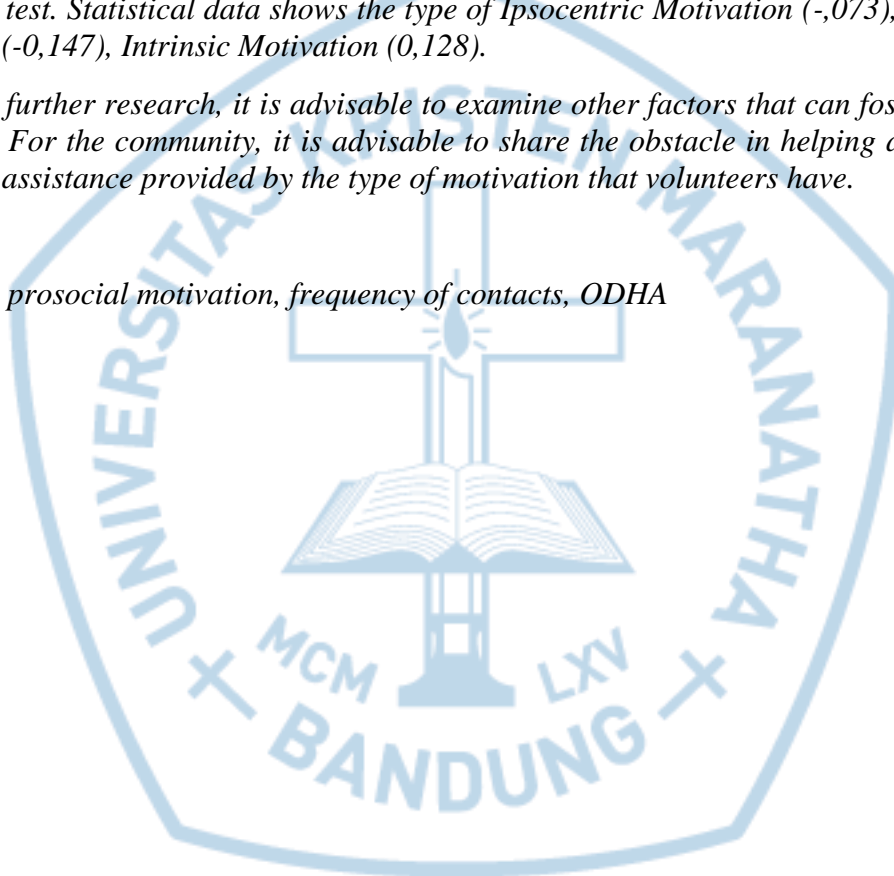 test. Statistical data shows the type of Ipsocentric Motivation (-,073),
(-0,147), Intrinsic Motivation (0,128).
further research, it is advisable to examine other factors that can fos
For the community, it is advisable to share the obstacle in helping
assistance provided by the type of motivation that volunteers have.
prosocial motivation, frequency of contacts, ODHA
UNIVERSITAS KRISTEN MARANATHA
MCM LXV
BANDUNG